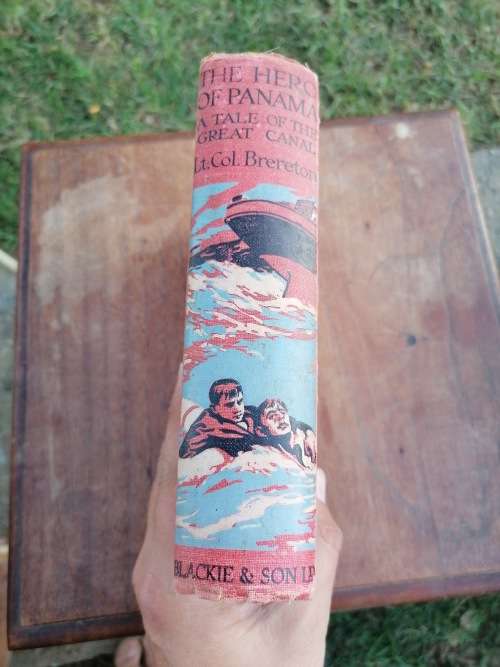 THE HERO
OF PANAMA
A TALE OF THE
GREAT CANAL
Lt. Col. Brereton
BLACKIE & SON LD